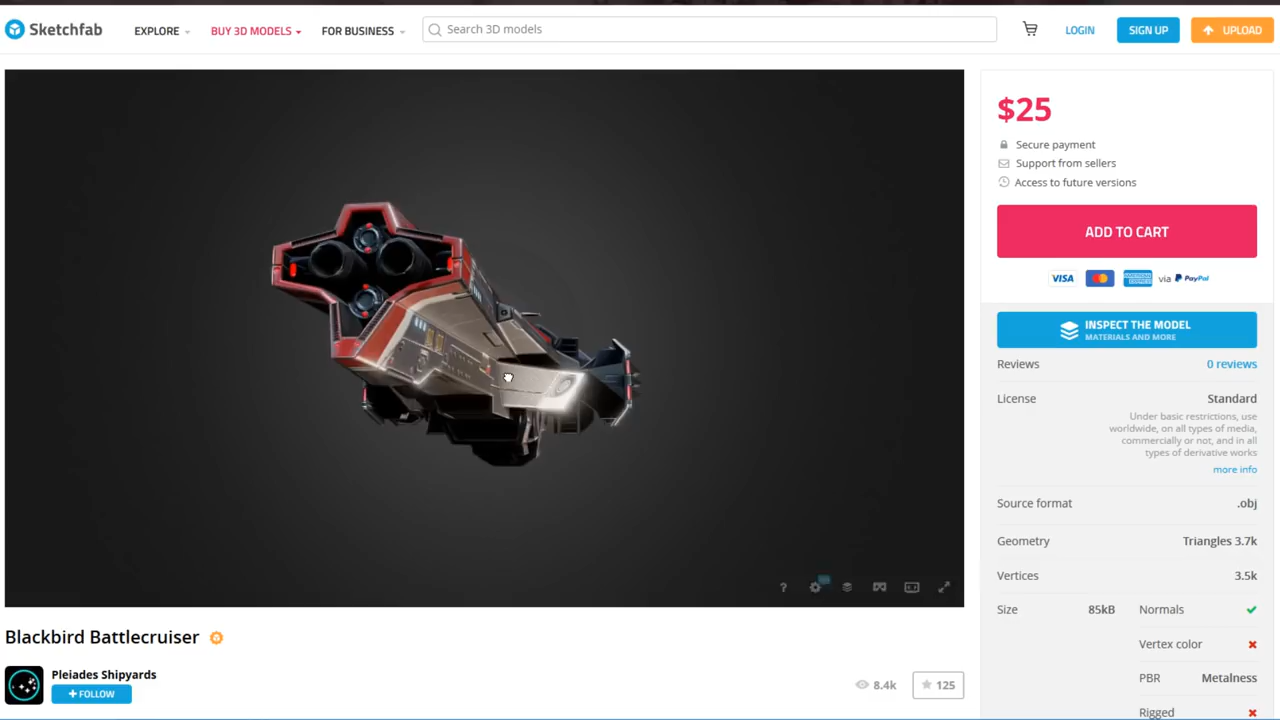 Sketchfab
EXPLORE
BUY 3D MODELS
FOR BUSINESS
Search 3D models
LOGIN
SIGN UP
UPLOAD
$25
Secure payment
Support from sellers
Access to future versions
ADD TO CART
VISA via PayPal
INSPECT THE MODEL
MATERIALS AND MORE
Reviews 0 reviews
License Standard
Under basic restrictions, use
worldwide, on all types of media,
commercially or not, and in all
types of derivative works
more info
Source format .obj
Geometry Triangles 3.7k
Vertices 3.5k
Size 85kB Normals
Vertex color
PBR Metalness
Rigged
?
Blackbird Battlecruiser
Pleiades Shipyards
+ FOLLOW
8.4k
125